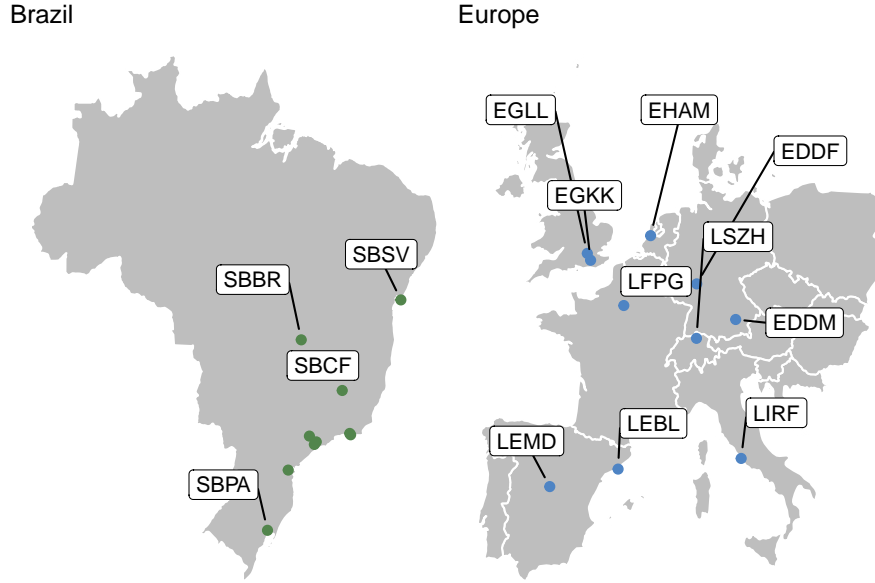 Brazil
SBSV
SBBR
SBCF
SBPA
Europe
EGLL
EHAM
EDDF
EGKK
LSZH
LFPG
EDDM
LIRF
LEBL
LEMD